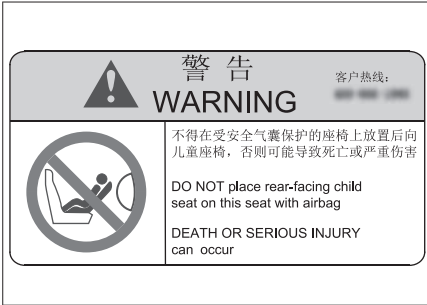 警 告
WARNING
客户热线:
不得在受安全气囊保护的座椅上放置后向
儿童座椅，否则可能导致死亡或严重伤害
DO NOT place rear-facing child
seat on this seat with airbag
DEATH OR SERIOUS INJURY
can occur